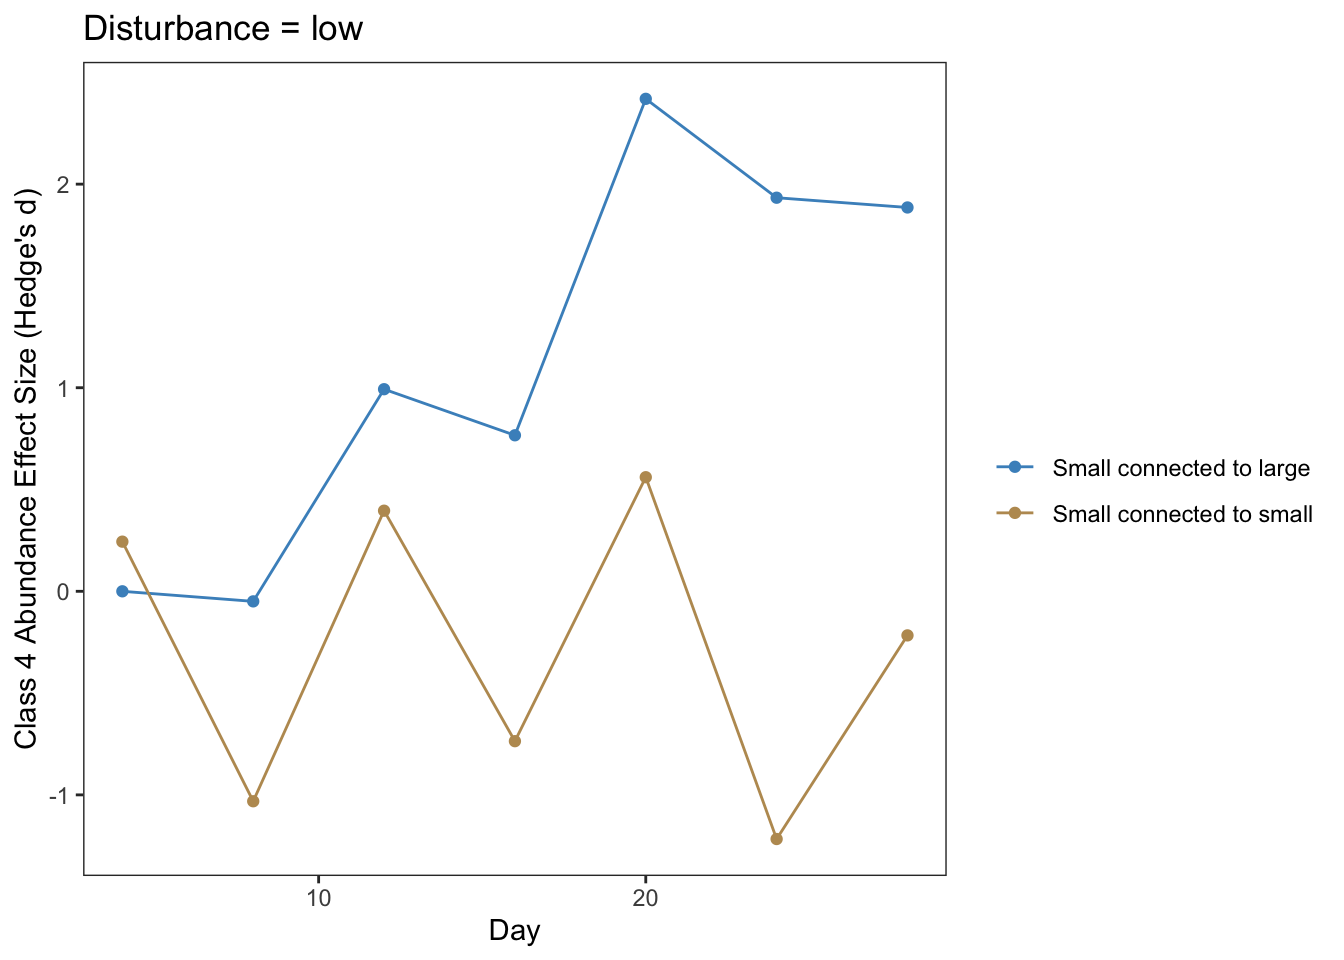 Disturbance = low
Class 4 Abundance Effect Size (Hedge's d)
2
1
0
-1
10
20
Day
Small connected to large
Small connected to small